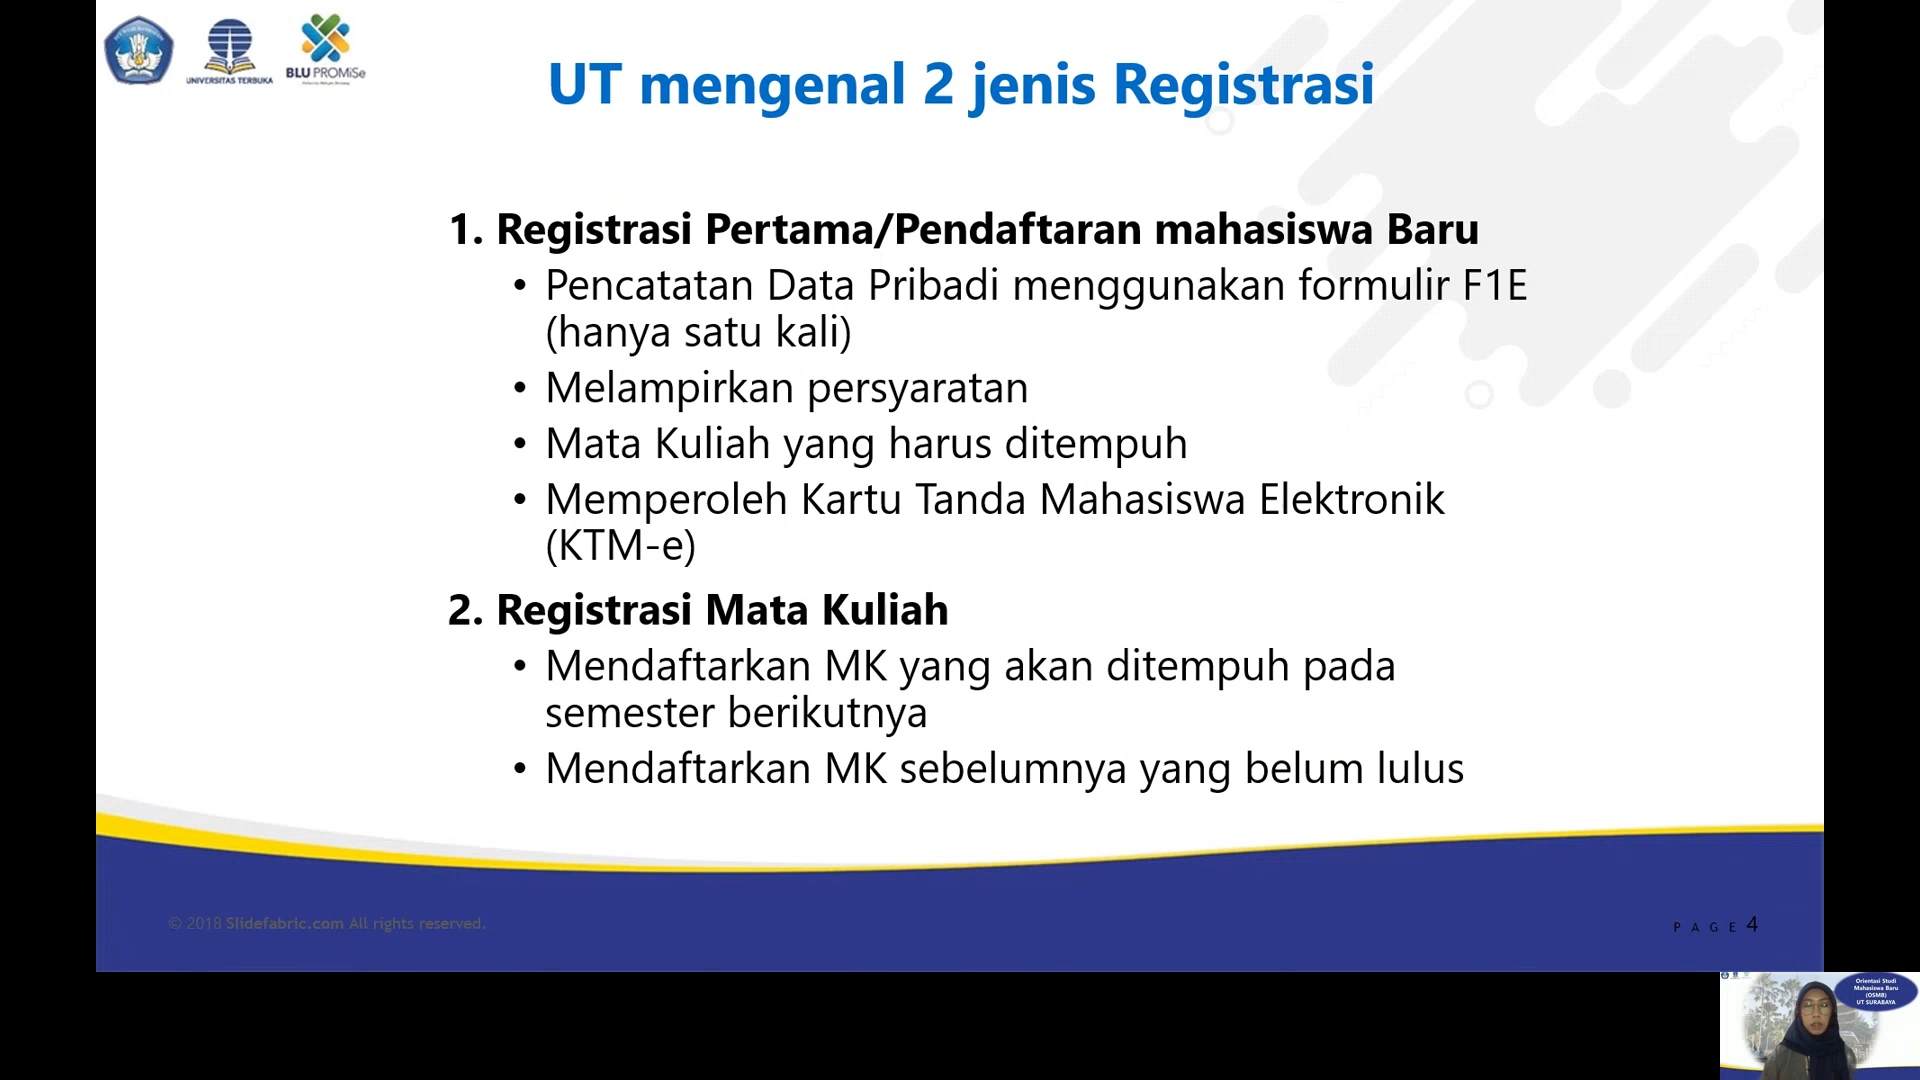 UNIVERSITAS TERBUKA
BLU PROMiSe
UT mengenal 2 jenis Registrasi
1. Registrasi Pertama/Pendaftaran mahasiswa Baru
• Pencatatan Data Pribadi menggunakan formulir F1E
(hanya satu kali)
• Melampirkan persyaratan
• Mata Kuliah yang harus ditempuh
• Memperoleh Kartu Tanda Mahasiswa Elektronik
(KTM-e)
2. Registrasi Mata Kuliah
• Mendaftarkan MK yang akan ditempuh pada
semester berikutnya
• Mendaftarkan MK sebelumnya yang belum lulus
© 2018 Slidefabric.com All rights reserved.
PAGE 4
Orientasi Studi
Mahasiswa Baru
(OSMB)
UT SURABAYA